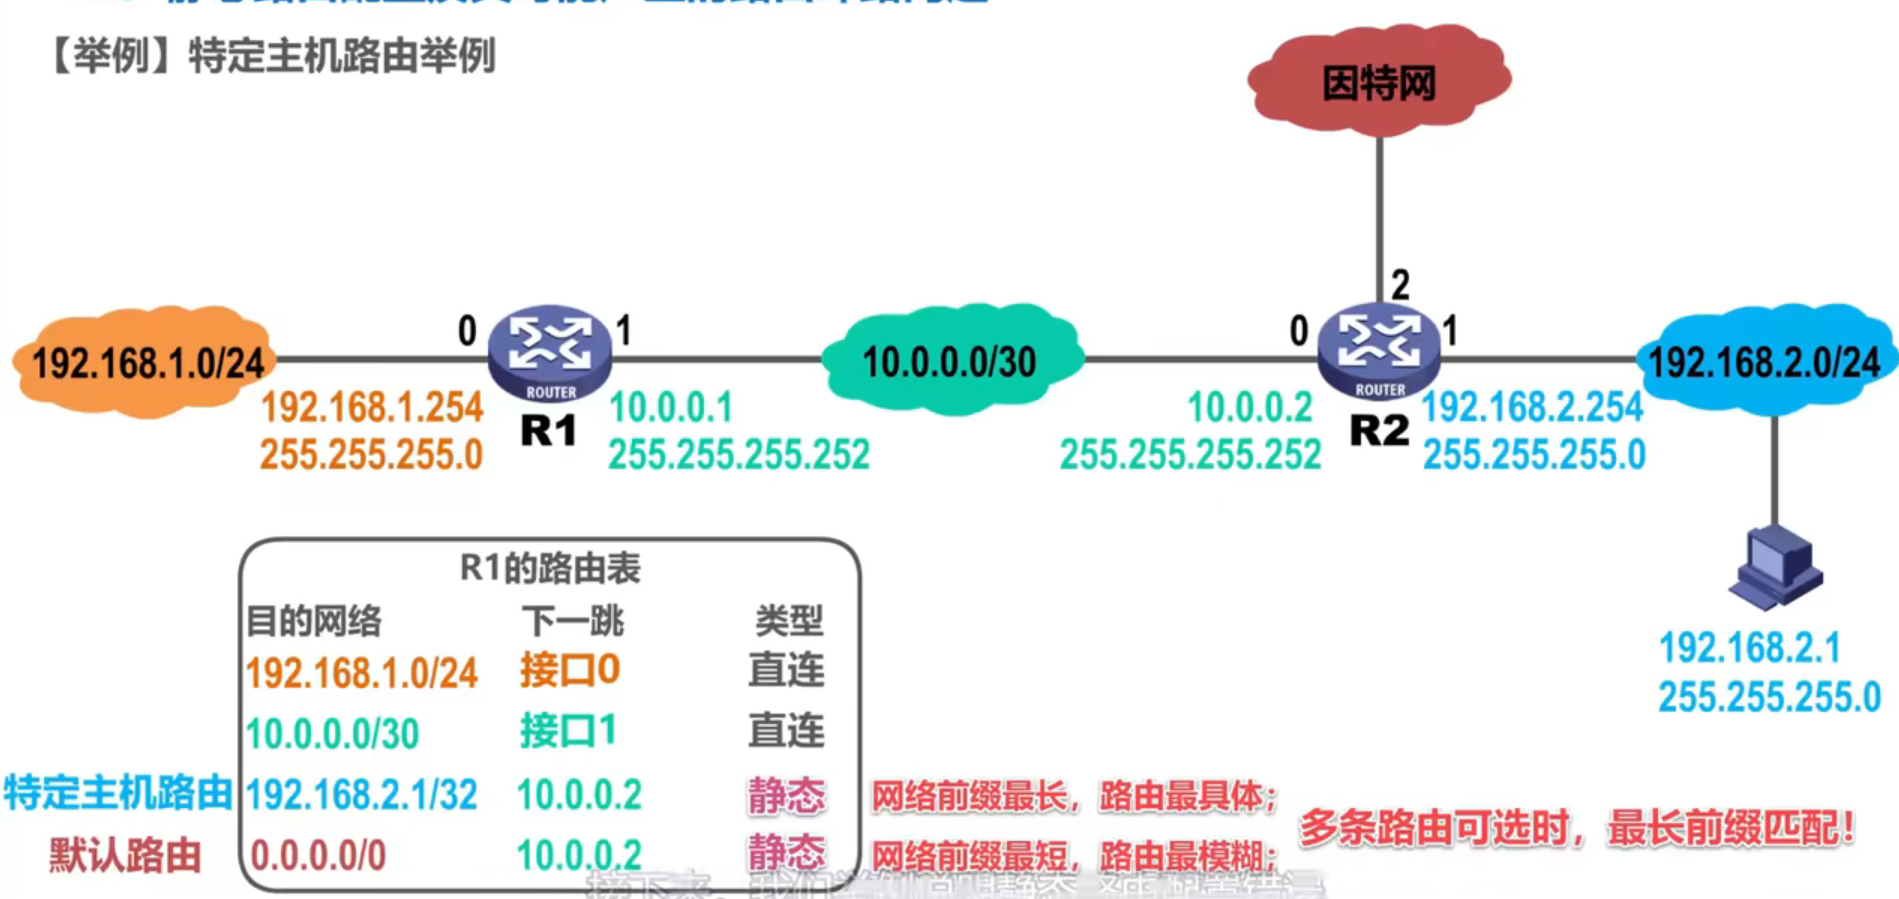 【举例】特定主机路由举例
因特网
2
0
1
0
1
192.168.1.0/24
10.0.0.0/30
192.168.2.0/24
ROUTER
ROUTER
192.168.1.254
255.255.255.0
R1
10.0.0.1
255.255.255.252
10.0.0.2
255.255.255.252
R2
192.168.2.254
255.255.255.0
192.168.2.1
255.255.255.0
R1的路由表
目的网络 下一跳 类型
192.168.1.0/24 接口0 直连
10.0.0.0/30 接口1 直连
特定主机路由 192.168.2.1/32 10.0.0.2 静态 网络前缀最长，路由最具体；
默认路由 0.0.0.0/0 10.0.0.2 静态 网络前缀最短，路由最模糊；
多条路由可选时，最长前缀匹配！